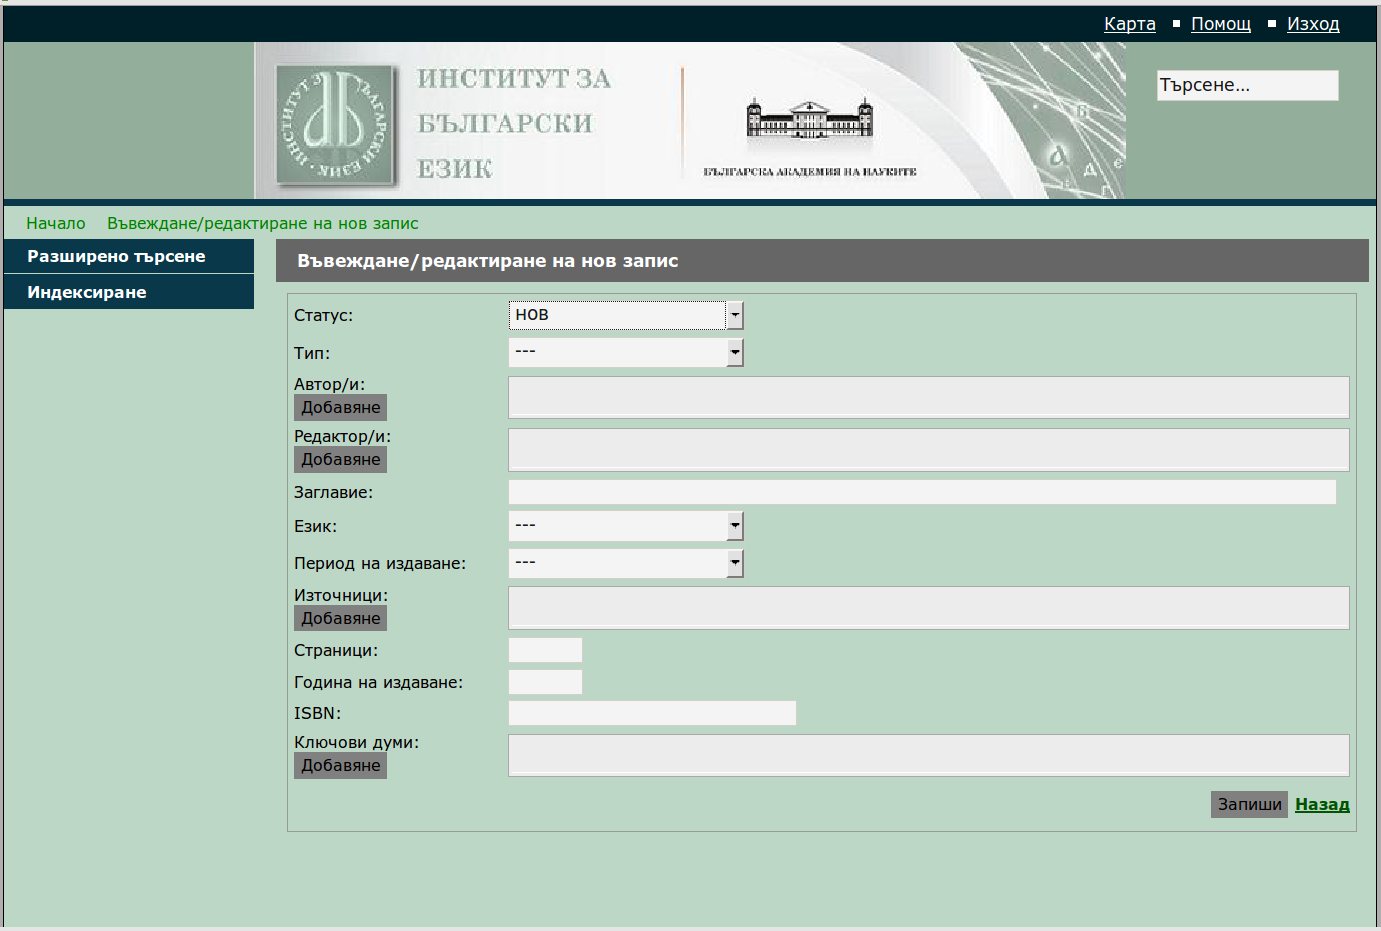 Карта Помощ Изход
ИНСТИТУТ ЗА БЪЛГАРСКИ ЕЗИК
ИНСТИТУТ ЗА
БЪЛГАРСКИ
ЕЗИК
БЪЛГАРСКА АКАДЕМИЯ НА НАУКИТЕ
Търсене...
Начало Въвеждане/редактиране на нов запис
Разширено търсене
Индексиране
Въвеждане/редактиране на нов запис
Статус: нов
Тип: ---
Автор/и:
Добавяне
Редактор/и:
Добавяне
Заглавие:
Език: ---
Период на издаване: ---
Източници:
Добавяне
Страници:
Година на издаване:
ISBN:
Ключови думи:
Добавяне
Запиши Назад